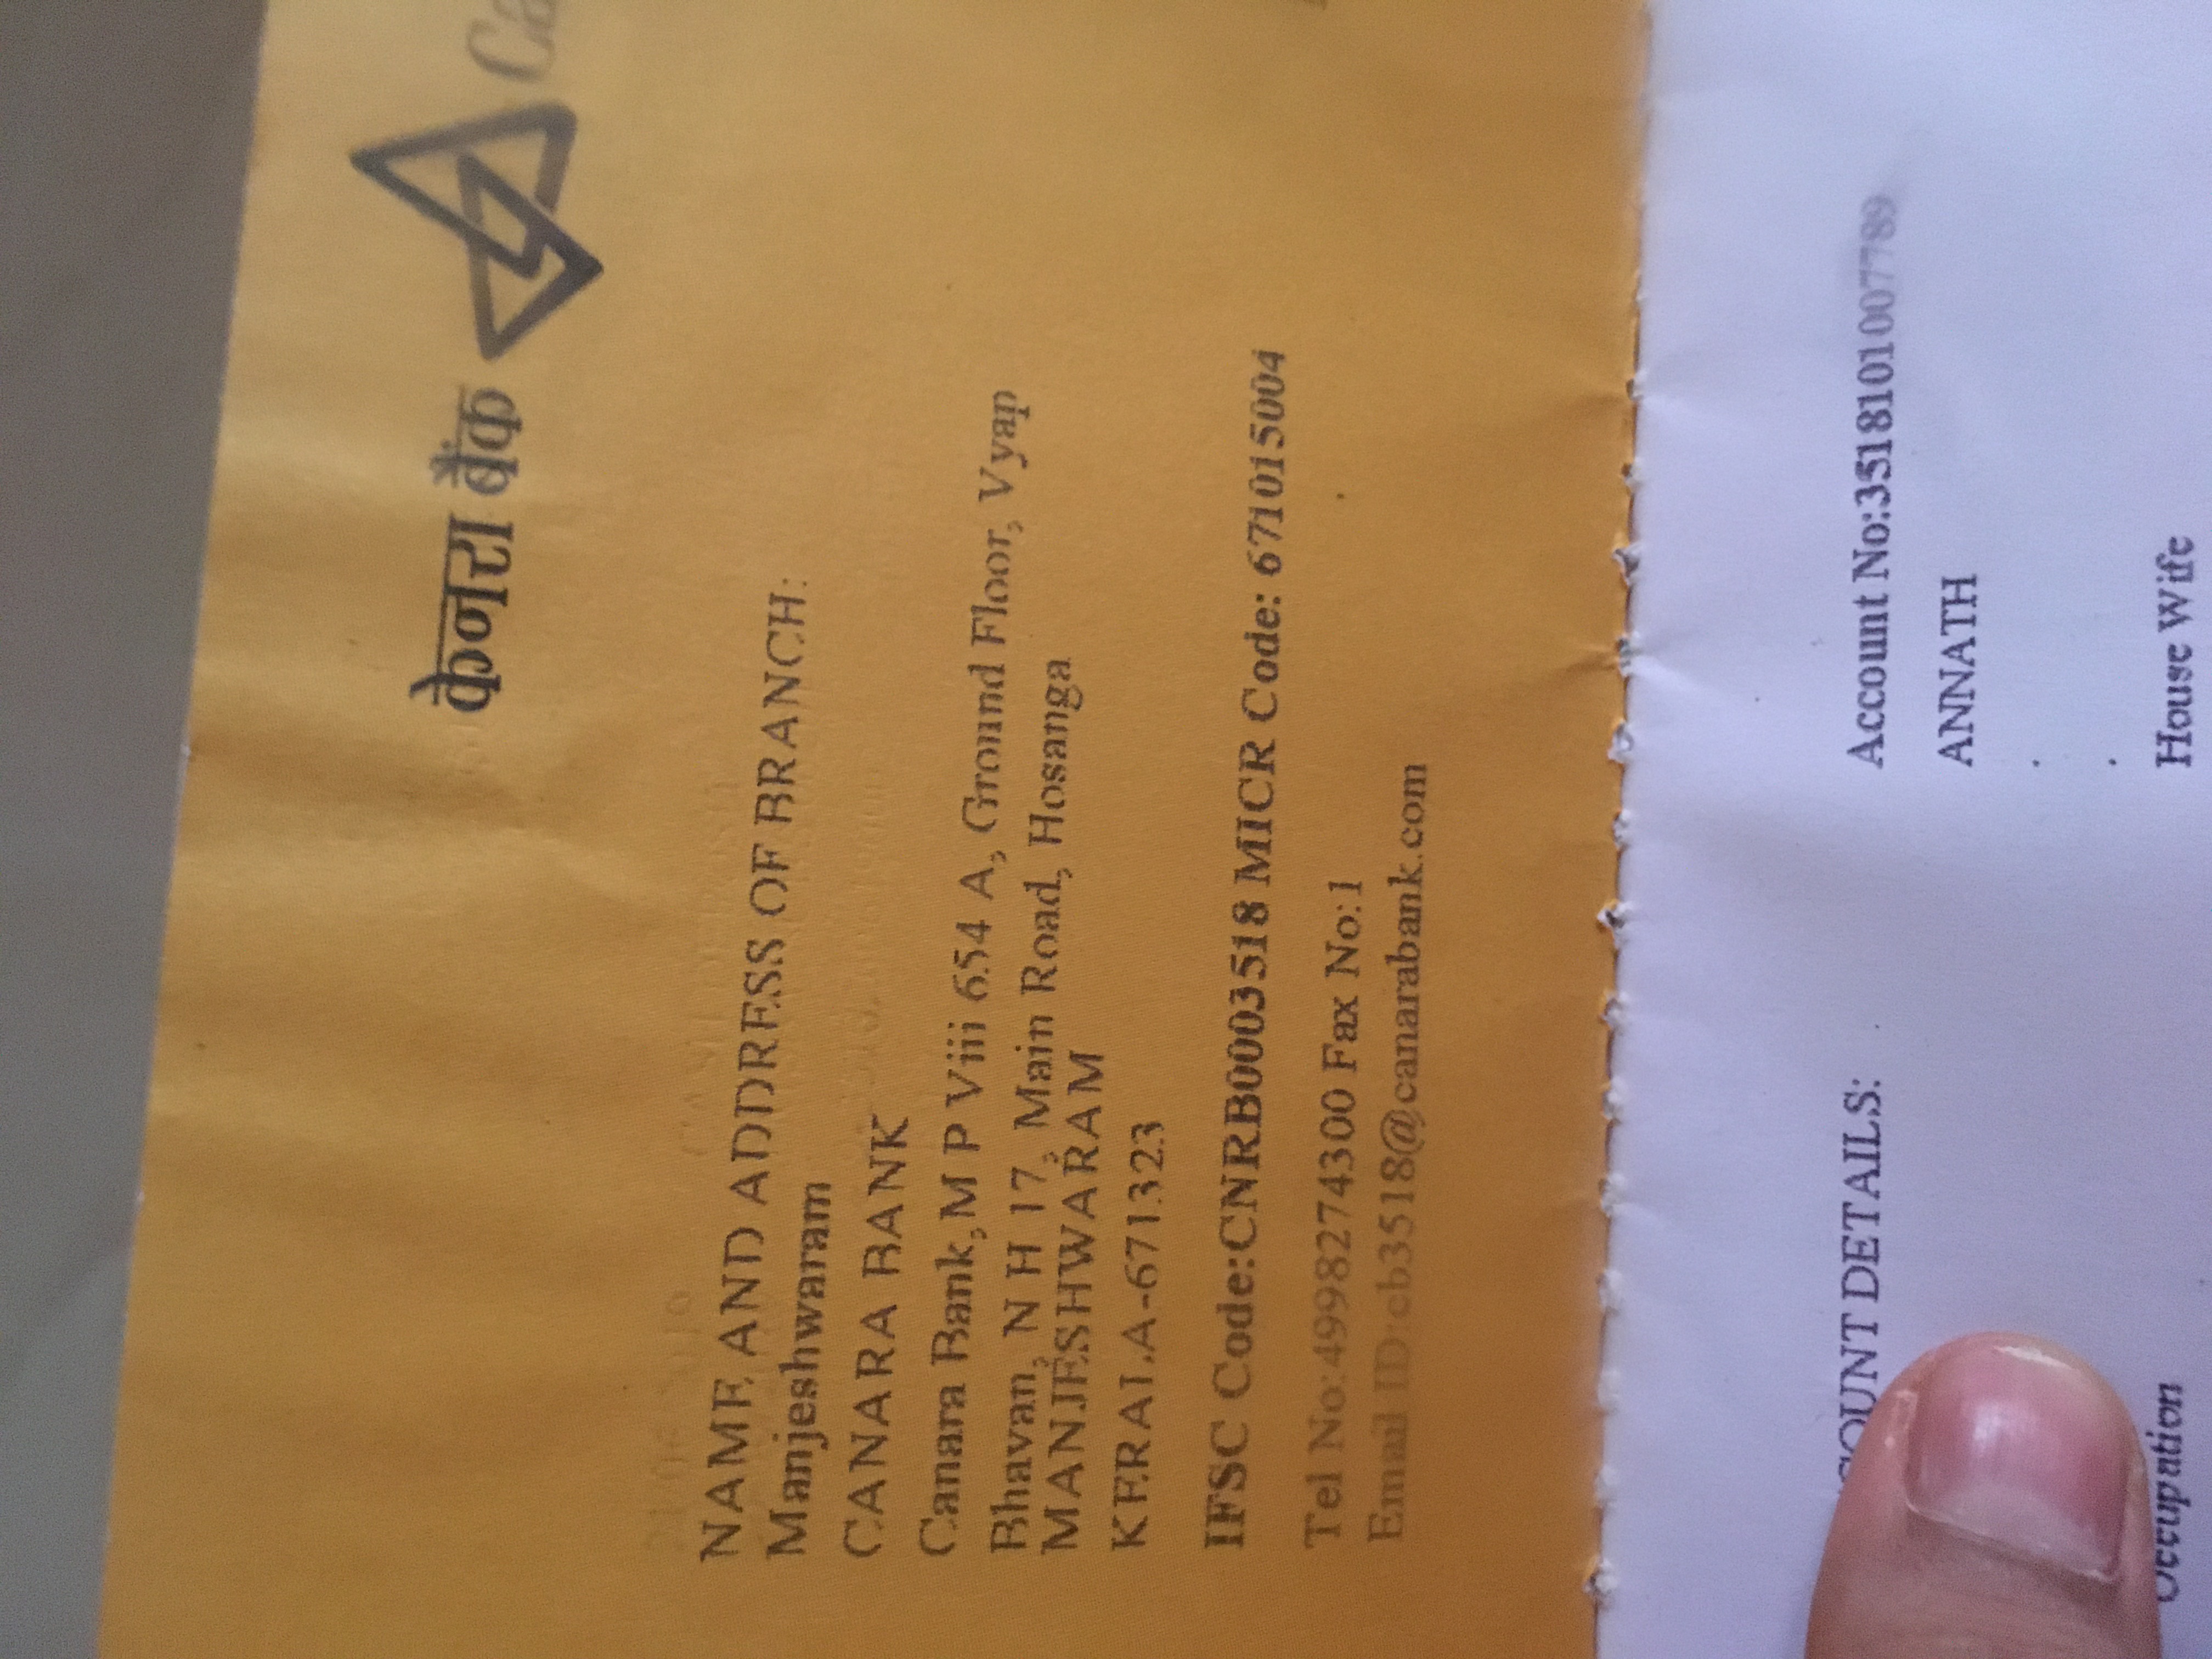 केनरा बैंक Ca
NAME AND ADDRESS OF BRANCH:
Manjeshwaram
CANARA BANK
Canara Bank,M P Viii 654 A, Ground Floor, Vyap
Bhavan, N H 17, Main Road, Hosanga
MANJESHWARAM
KERALA-671323
IFSC Code:CNRB0003518 MICR Code: 671015004
Tel No:4998274300 Fax No:1
Email ID:cb3518@canarabank.com
COUNT DETAILS:
Account No:3518101007789
ANNATH
.
.
Occupation
House Wife